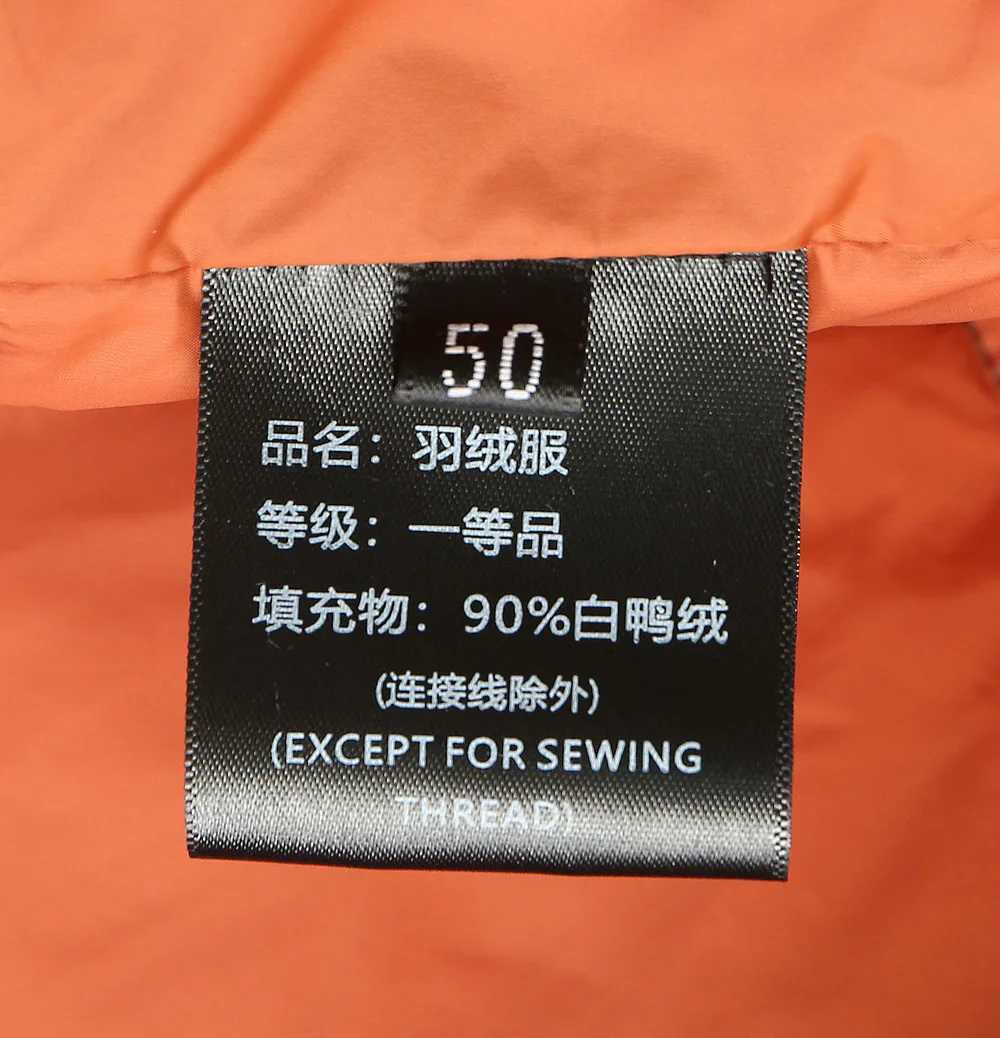 50
品名：羽绒服
等级：一等品
填充物：90%白鸭绒
(连接线除外)
(EXCEPT FOR SEWING
THREAD)